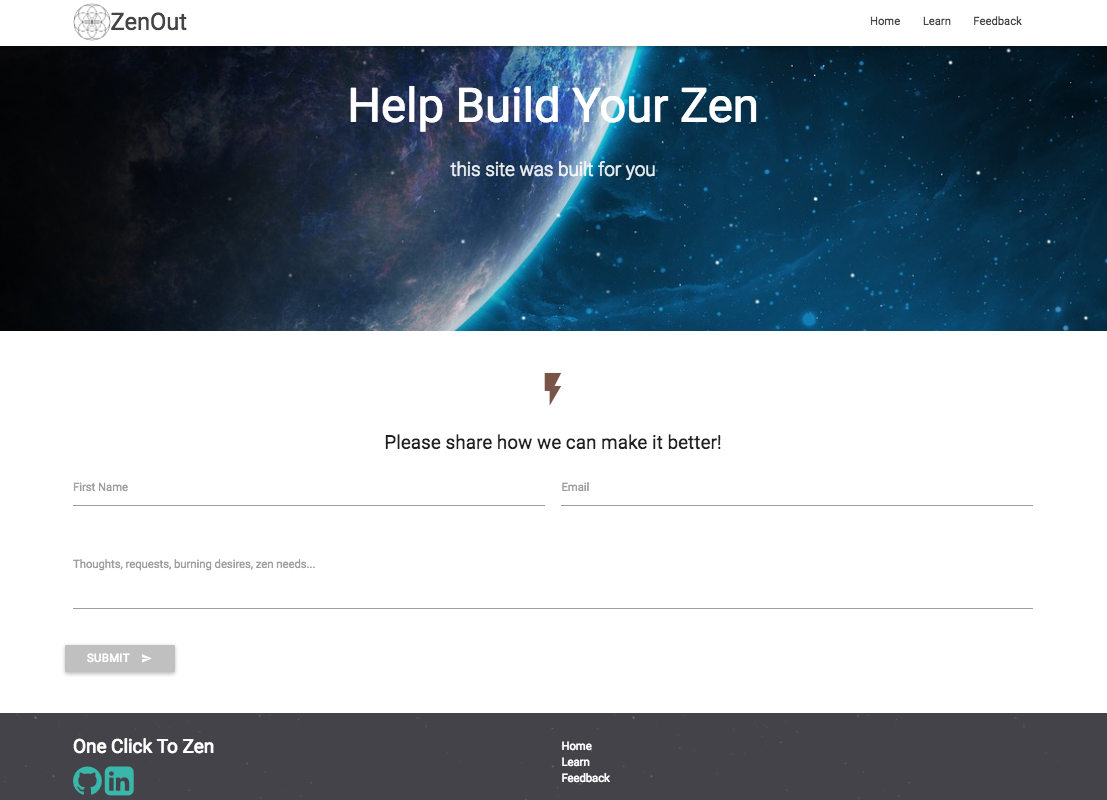 ZenOut
Home Learn Feedback
Help Build Your Zen
this site was built for you
Please share how we can make it better!
First Name Email
Thoughts, requests, burning desires, zen needs...
SUBMIT
One Click To Zen
Home
Learn
Feedback
in